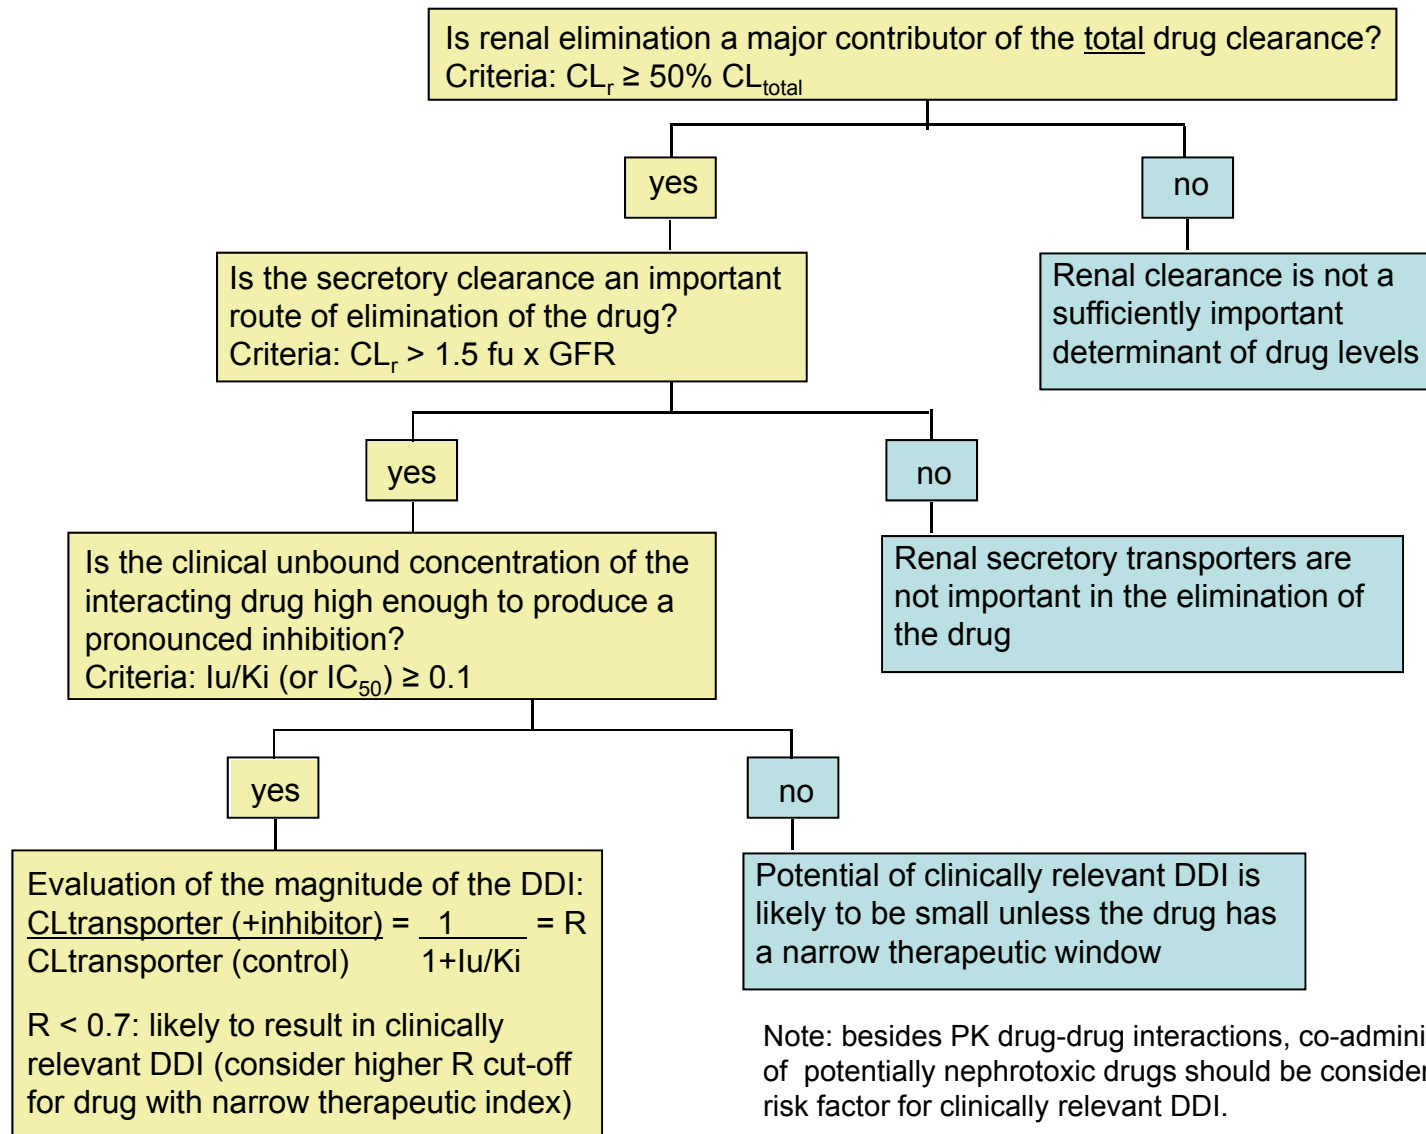 Is renal elimination a major contributor of the total drug clearance?
Criteria: CLr ≥ 50% CLtotal
yes
no
Is the secretory clearance an important
route of elimination of the drug?
Criteria: CLr > 1.5 fu x GFR
Renal clearance is not a
sufficiently important
determinant of drug levels
yes
no
Is the clinical unbound concentration of the
interacting drug high enough to produce a
pronounced inhibition?
Criteria: Iu/Ki (or IC50) ≥ 0.1
Renal secretory transporters are
not important in the elimination of
the drug
yes
no
Evaluation of the magnitude of the DDI:
CLtransporter (+inhibitor) = 1 = R
CLtransporter (control) 1+Iu/Ki
R < 0.7: likely to result in clinically
relevant DDI (consider higher R cut-off
for drug with narrow therapeutic index)
Potential of clinically relevant DDI is
likely to be small unless the drug has
a narrow therapeutic window
Note: besides PK drug-drug interactions, co-admini
of potentially nephrotoxic drugs should be consider
risk factor for clinically relevant DDI.